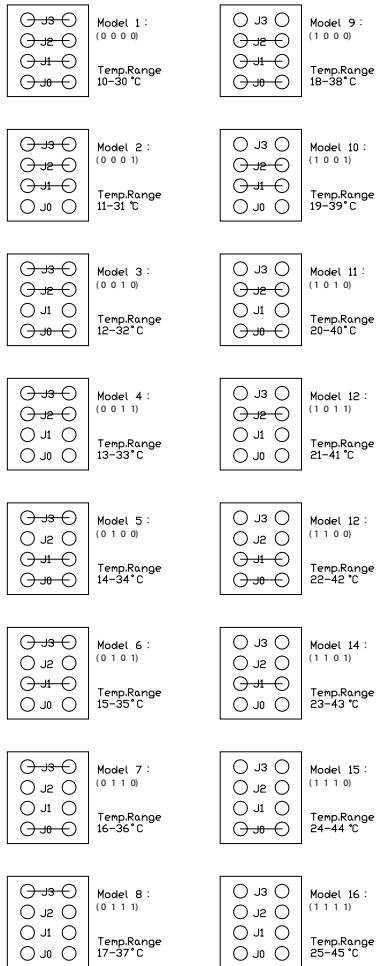 J3
J2
J1
J0
Model 1 :
(0 0 0 0)
Temp.Range
10-30 °C
J3
J2
J1
J0
Model 9 :
(1 0 0 0)
Temp.Range
18-38°C
J3
J2
J1
J0
Model 2 :
(0 0 0 1)
Temp.Range
11-31 °C
J3
J2
J1
J0
Model 10 :
(1 0 0 1)
Temp.Range
19-39°C
J3
J2
J1
J0
Model 3 :
(0 0 1 0)
Temp.Range
12-32°C
J3
J2
J1
J0
Model 11 :
(1 0 1 0)
Temp.Range
20-40°C
J3
J2
J1
J0
Model 4 :
(0 0 1 1)
Temp.Range
13-33°C
J3
J2
J1
J0
Model 12 :
(1 0 1 1)
Temp.Range
21-41 °C
J3
J2
J1
J0
Model 5 :
(0 1 0 0)
Temp.Range
14-34°C
J3
J2
J1
J0
Model 12 :
(1 1 0 0)
Temp.Range
22-42 °C
J3
J2
J1
J0
Model 6 :
(0 1 0 1)
Temp.Range
15-35°C
J3
J2
J1
J0
Model 14 :
(1 1 0 1)
Temp.Range
23-43 °C
J3
J2
J1
J0
Model 7 :
(0 1 1 0)
Temp.Range
16-36°C
J3
J2
J1
J0
Model 15 :
(1 1 1 0)
Temp.Range
24-44 °C
J3
J2
J1
J0
Model 8 :
(0 1 1 1)
Temp.Range
17-37°C
J3
J2
J1
J0
Model 16 :
(1 1 1 1)
Temp.Range
25-45°C